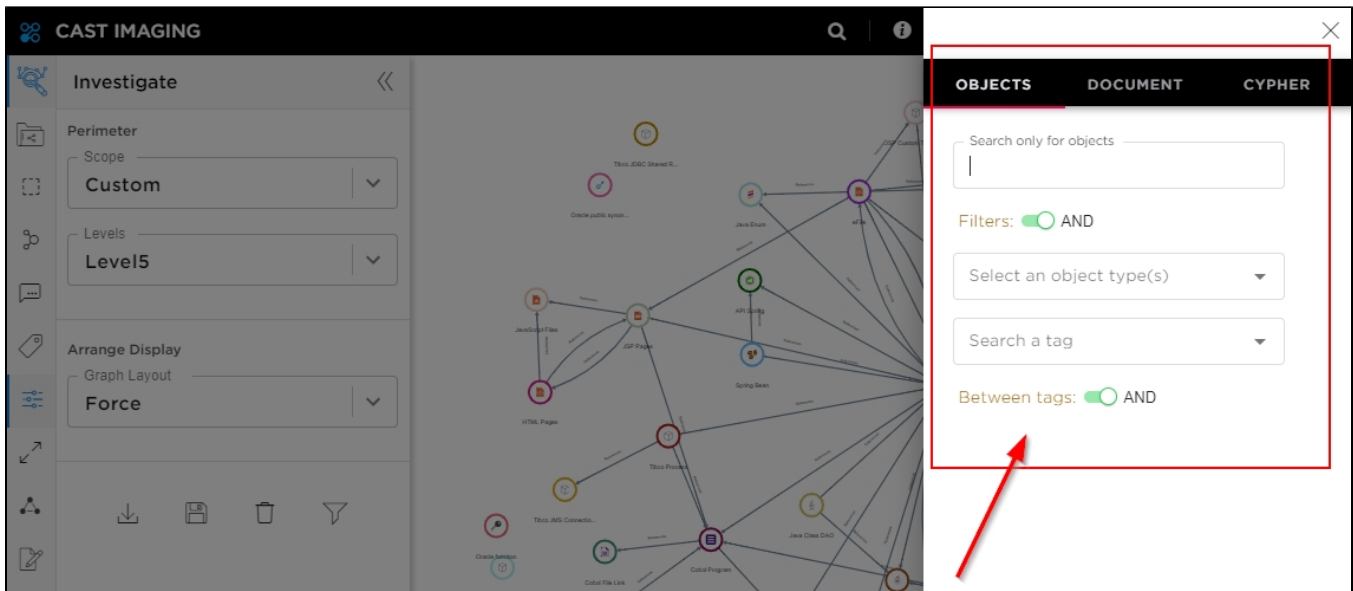 CAST IMAGING
Investigate
Perimeter
Scope
Custom
Levels
Level5
Arrange Display
Graph Layout
Force
Tibco JDBC Shared R...
Oracle public synon...
Java Enum
eFile
JSP Custom T
API Config
JavaScript Files
JSP Pages
Spring Bean
HTML Pages
Tibco Process
Tibco JMS Connectio...
Java Class DAO
Oracle function
Cobol File Link
Cobol Program
OBJECTS DOCUMENT CYPHER
Search only for objects
Filters: AND
Select an object type(s)
Search a tag
Between tags: AND